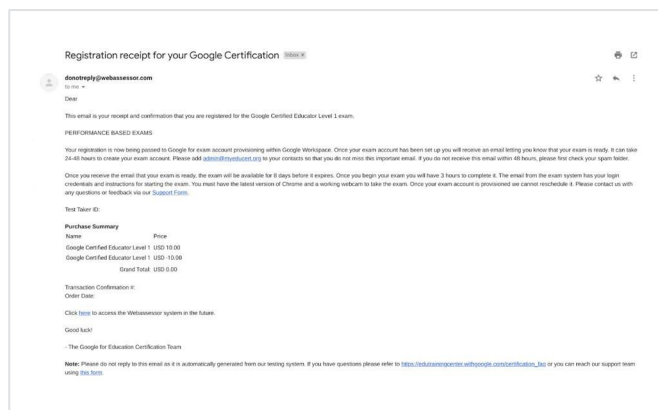 Registration receipt for your Google Certification Inbox ×
donotreply@webassessor.com
to me
Dear
This email is your receipt and confirmation that you are registered for the Google Certified Educator Level 1 exam.
PERFORMANCE BASED EXAMS
Your registration is now being passed to Google for exam account provisioning within Google Workspace. Once your exam account has been set up you will receive an email letting you know that your exam is ready. It can take
24-48 hours to create your exam account. Please add admin@myeducert.org to your contacts so that you do not miss this important email. If you do not receive this email within 48 hours, please first check your spam folder.
Once you receive the email that your exam is ready, the exam will be available for 8 days before it expires. Once you begin your exam you will have 3 hours to complete it. The email from the exam system has your login
credentials and instructions for starting the exam. You must have the latest version of Chrome and a working webcam to take the exam. Once your exam account is provisioned we cannot reschedule it. Please contact us with
any questions or feedback via our Support Form.
Test Taker ID:
Purchase Summary
Name Price
Google Certified Educator Level 1 USD 10.00
Google Certified Educator Level 1 USD -10.00
Grand Total: USD 0.00
Transaction Confirmation #:
Order Date:
Click here to access the Webassessor system in the future.
Good luck!
- The Google for Education Certification Team
Note: Please do not reply to this email as it is automatically generated from our testing system. If you have questions please refer to https://edutrainingcenter.withgoogle.com/certification_faq or you can reach our support team
using this form.